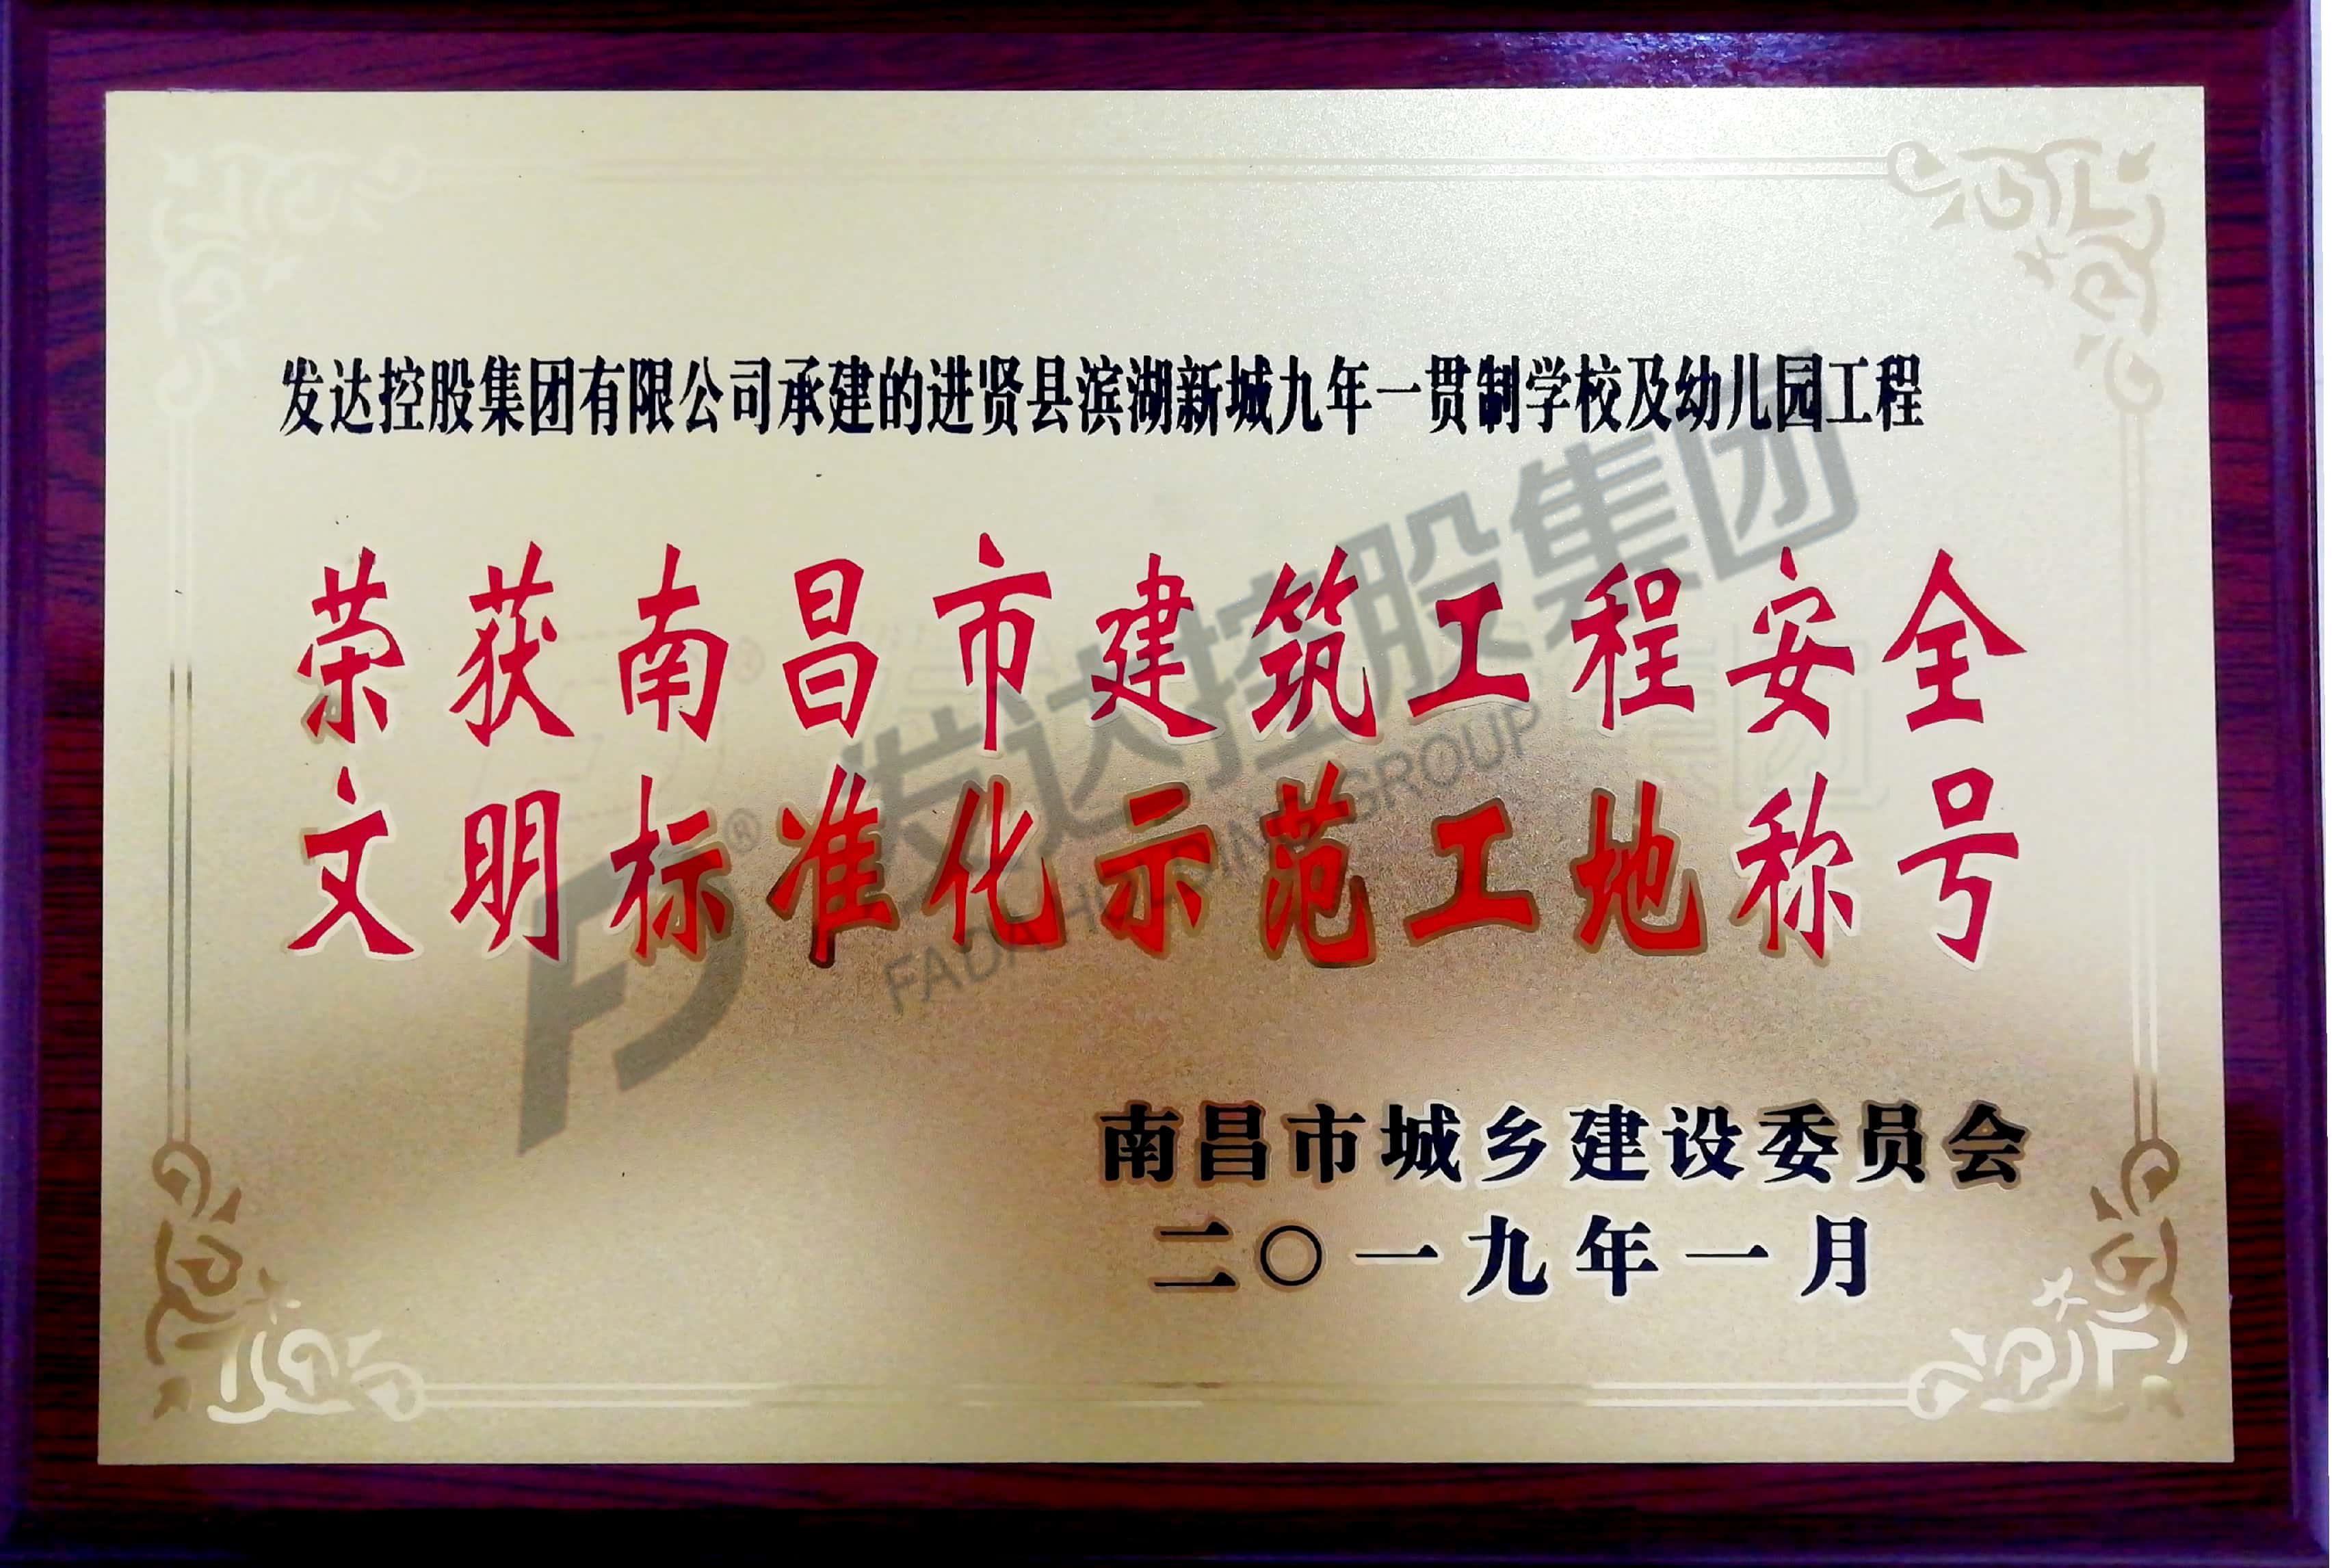 发达控股集团有限公司承建的进贤县滨湖新城九年一贯制学校及幼儿园工程
荣获南昌市建筑工程安全
文明标准化示范工地称号
南昌市城乡建设委员会
二〇一九年一月
FD® 发达控股集团
FADA HOLDING GROUP